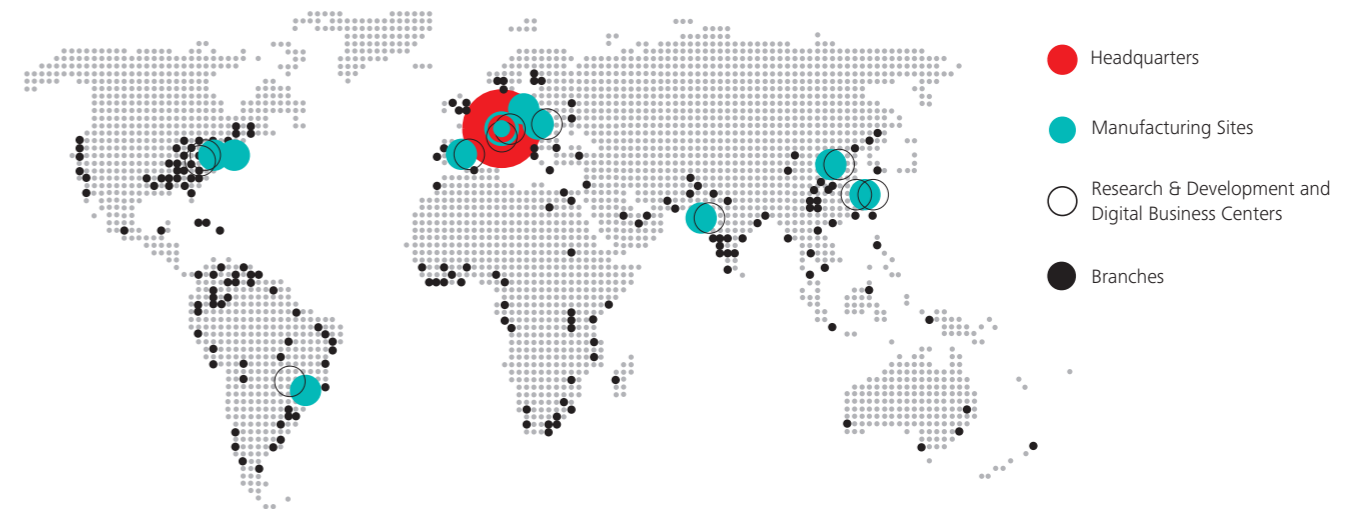 Headquarters
Manufacturing Sites
Research & Development and
Digital Business Centers
Branches